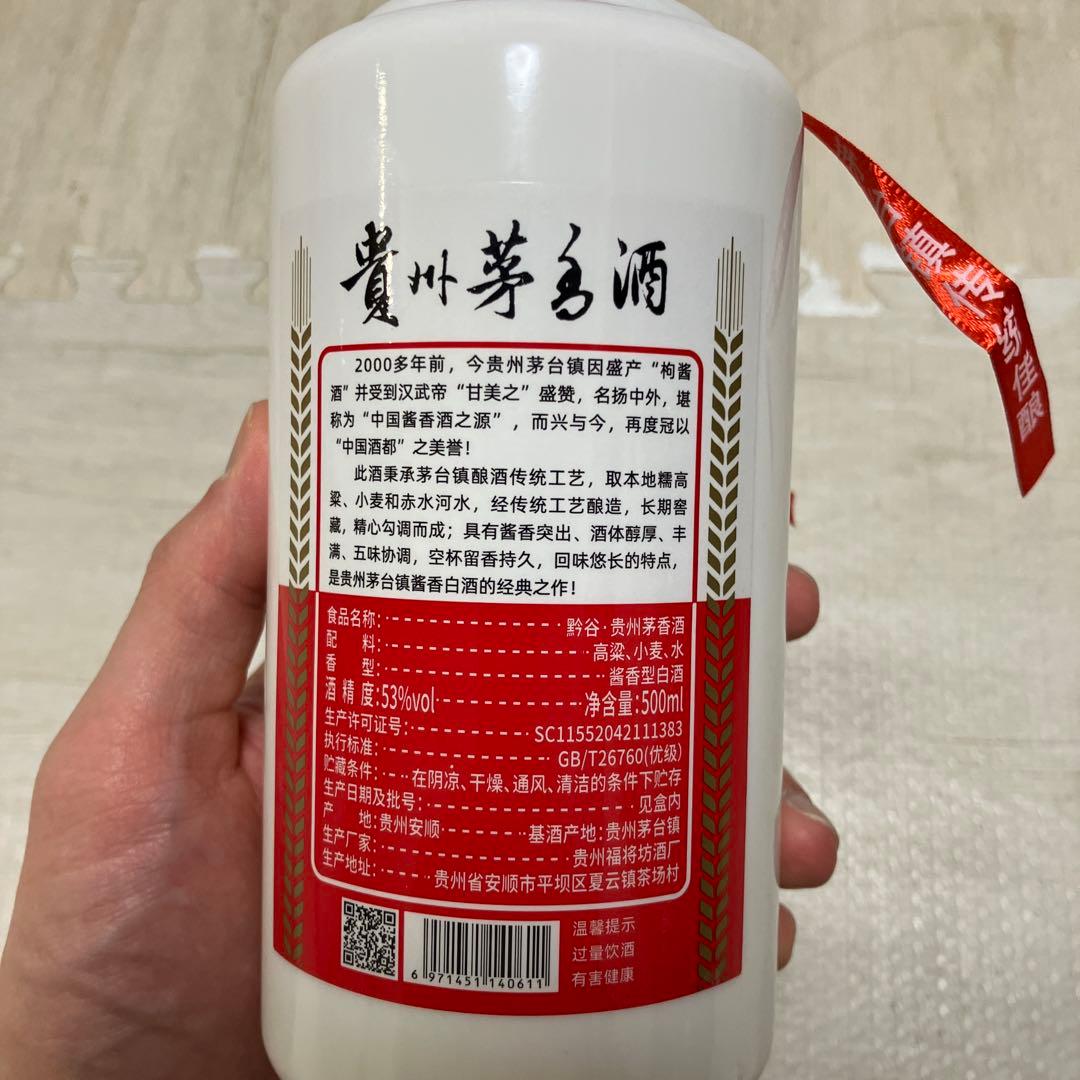 貴州茅香酒
2000多年前，今贵州茅台镇因盛产“枸酱
酒”并受到汉武帝“甘美之”盛赞，名扬中外，堪
称为“中国酱香酒之源”，而兴与今，再度冠以
“中国酒都”之美誉！
此酒秉承茅台镇酿酒传统工艺，取本地糯高
粱、小麦和赤水河水，经传统工艺酿造，长期窖
藏，精心勾调而成；具有酱香突出、酒体醇厚、丰
满、五味协调，空杯留香持久，回味悠长的特点，
是贵州茅台镇酱香白酒的经典之作！
食品名称：黔谷·贵州茅香酒
配 料：高粱、小麦、水
香 型：酱香型白酒
酒精度：53%vol 净含量：500ml
生产许可证号：SC11552042111383
执行标准：GB/T26760(优级)
贮藏条件：在阴凉、干燥、通风、清洁的条件下贮存
生产日期及批号：见盒内
产 地：贵州安顺 基酒产地：贵州茅台镇
生产厂家：贵州福将坊酒厂
生产地址：贵州省安顺市平坝区夏云镇茶场村
6 971451 140611
温馨提示
过量饮酒
有害健康
镇传统佳酿